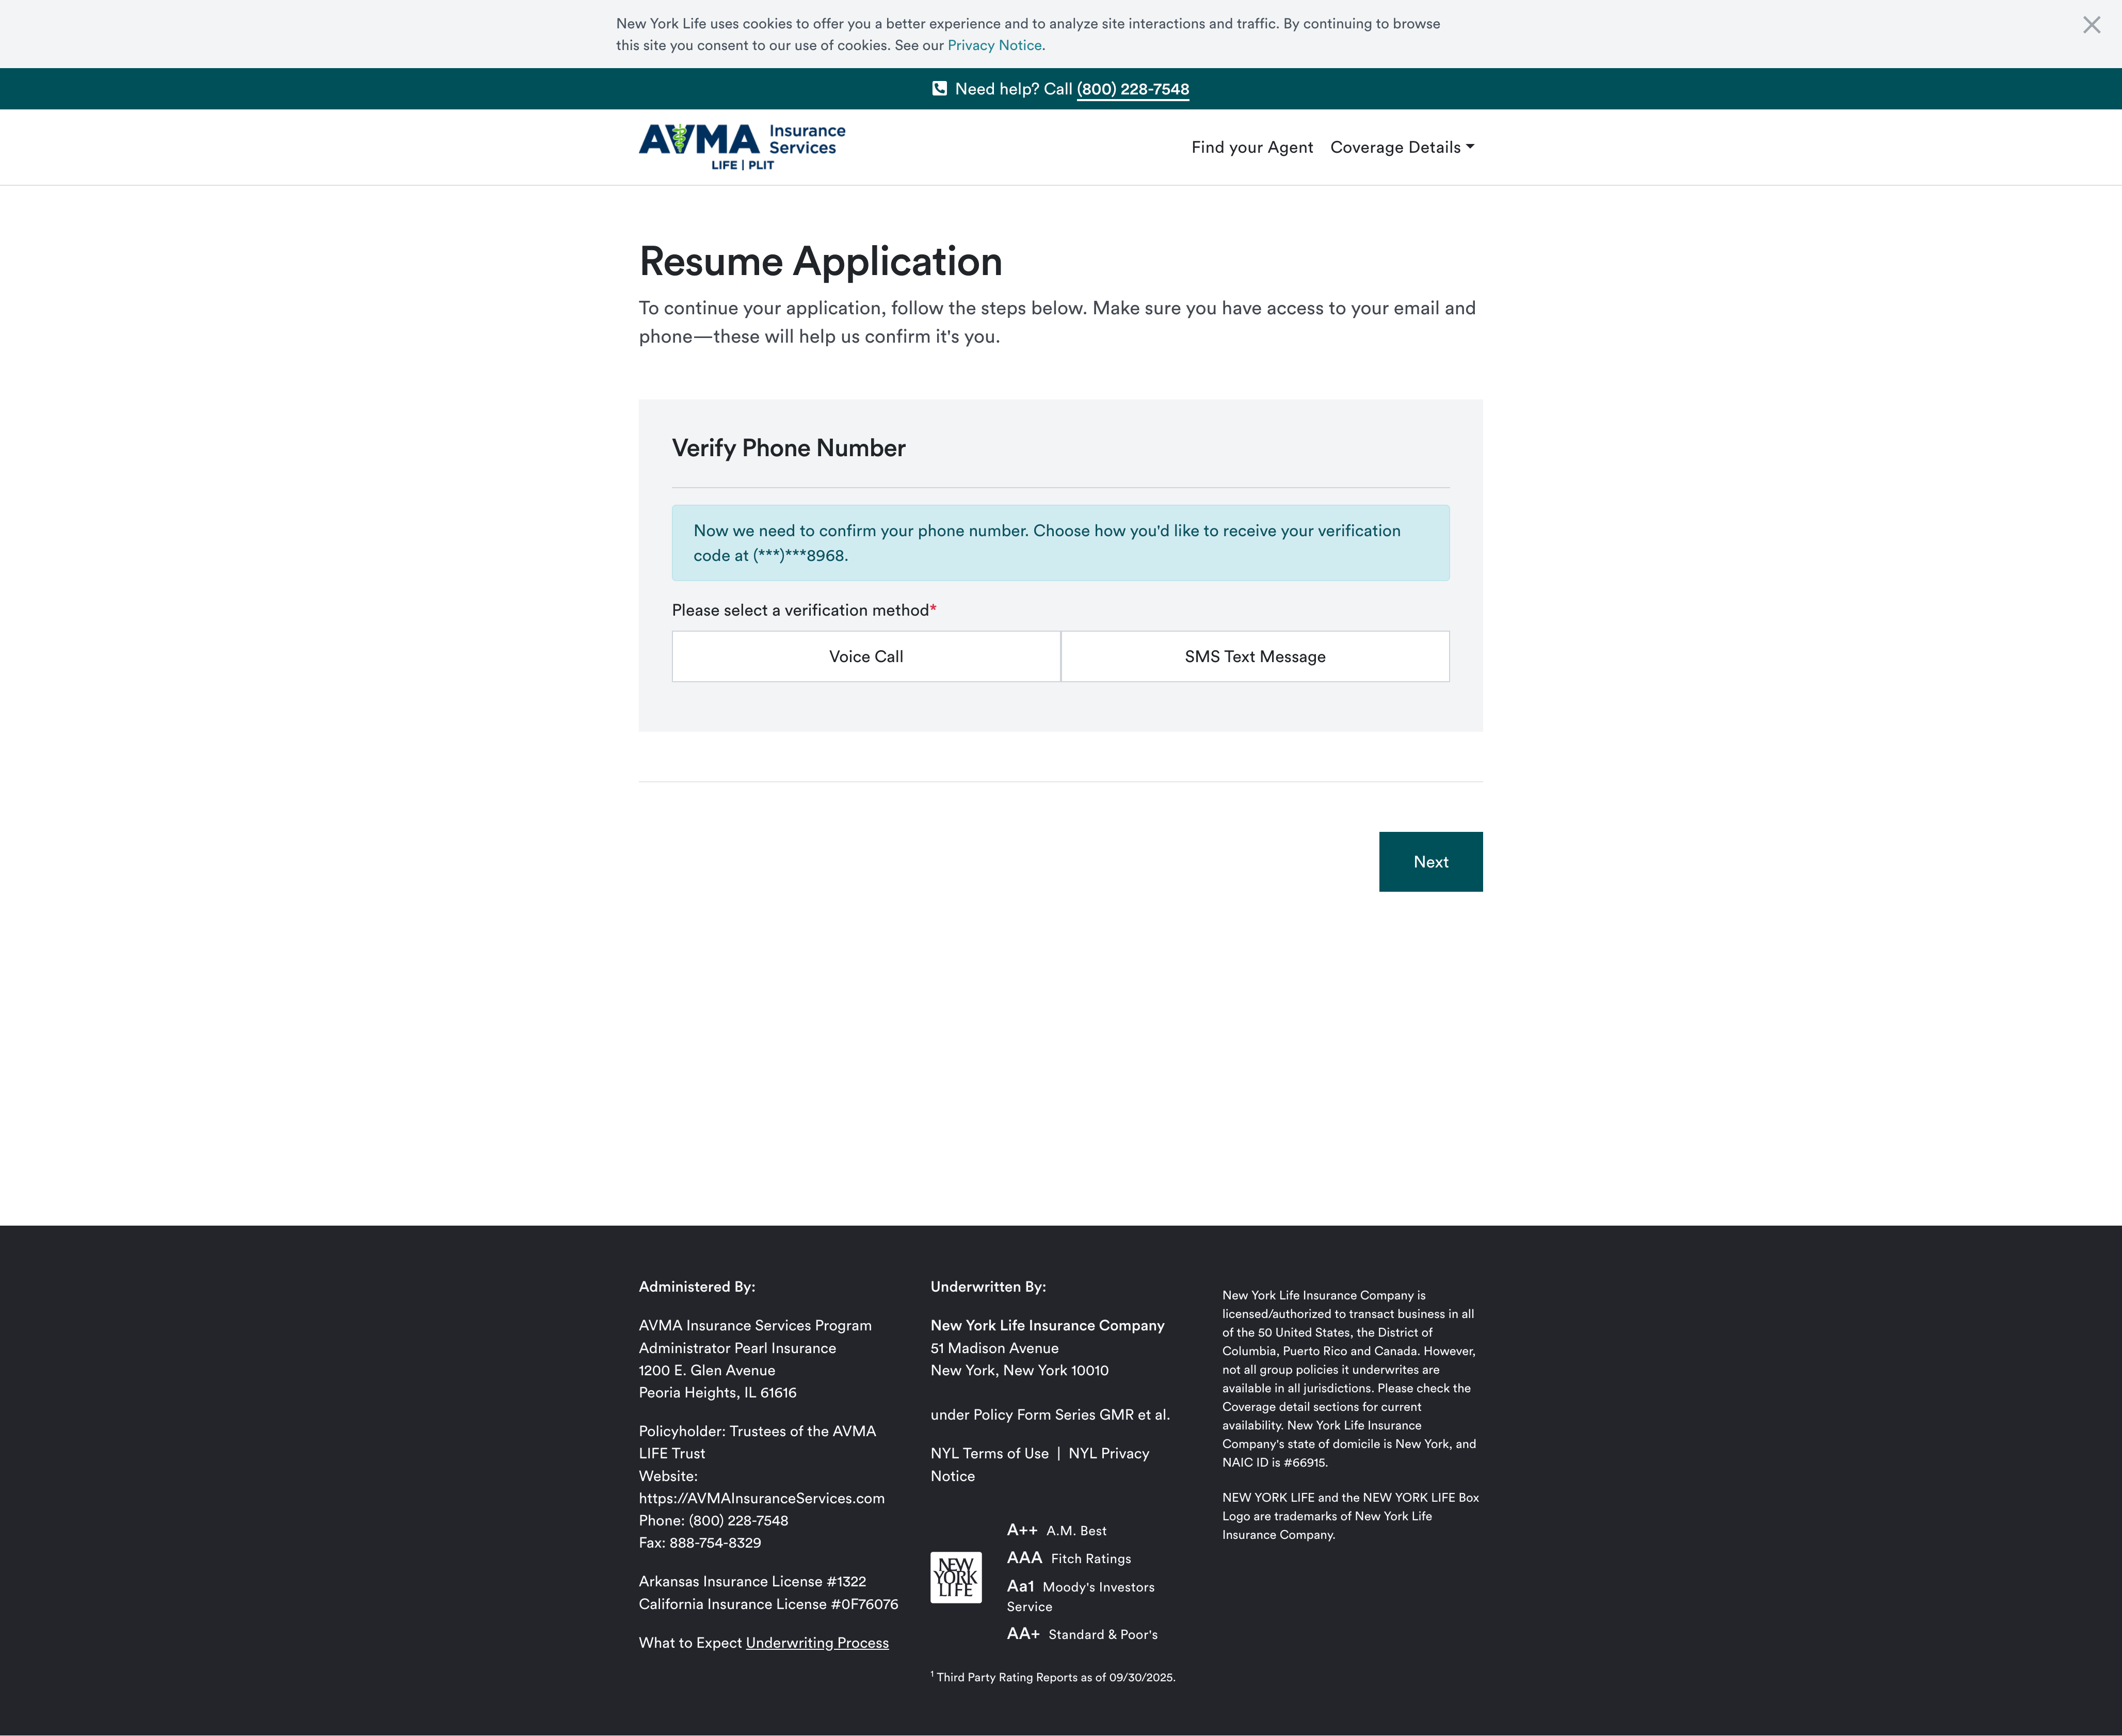 New York Life uses cookies to offer you a better experience and to analyze site interactions and traffic. By continuing to browse
this site you consent to our use of cookies. See our Privacy Notice.
Need help? Call (800) 228-7548
AVMA Insurance
Services
LIFE | PLIT
Find your Agent Coverage Details
Resume Application
To continue your application, follow the steps below. Make sure you have access to your email and
phone—these will help us confirm it's you.
Verify Phone Number
Now we need to confirm your phone number. Choose how you'd like to receive your verification
code at (***)***8968.
Please select a verification method*
Voice Call
SMS Text Message
Next
Administered By:
AVMA Insurance Services Program
Administrator Pearl Insurance
1200 E. Glen Avenue
Peoria Heights, IL 61616
Policyholder: Trustees of the AVMA
LIFE Trust
Website:
https://AVMAInsuranceServices.com
Phone: (800) 228-7548
Fax: 888-754-8329
Arkansas Insurance License #1322
California Insurance License #0F76076
What to Expect Underwriting Process
Underwritten By:
New York Life Insurance Company
51 Madison Avenue
New York, New York 10010
under Policy Form Series GMR et al.
NYL Terms of Use | NYL Privacy
Notice
NEW
YORK
LIFE
A++ A.M. Best
AAA Fitch Ratings
Aa1 Moody's Investors
Service
AA+ Standard & Poor's
1 Third Party Rating Reports as of 09/30/2025.
New York Life Insurance Company is
licensed/authorized to transact business in all
of the 50 United States, the District of
Columbia, Puerto Rico and Canada. However,
not all group policies it underwrites are
available in all jurisdictions. Please check the
Coverage detail sections for current
availability. New York Life Insurance
Company's state of domicile is New York, and
NAIC ID is #66915.
NEW YORK LIFE and the NEW YORK LIFE Box
Logo are trademarks of New York Life
Insurance Company.